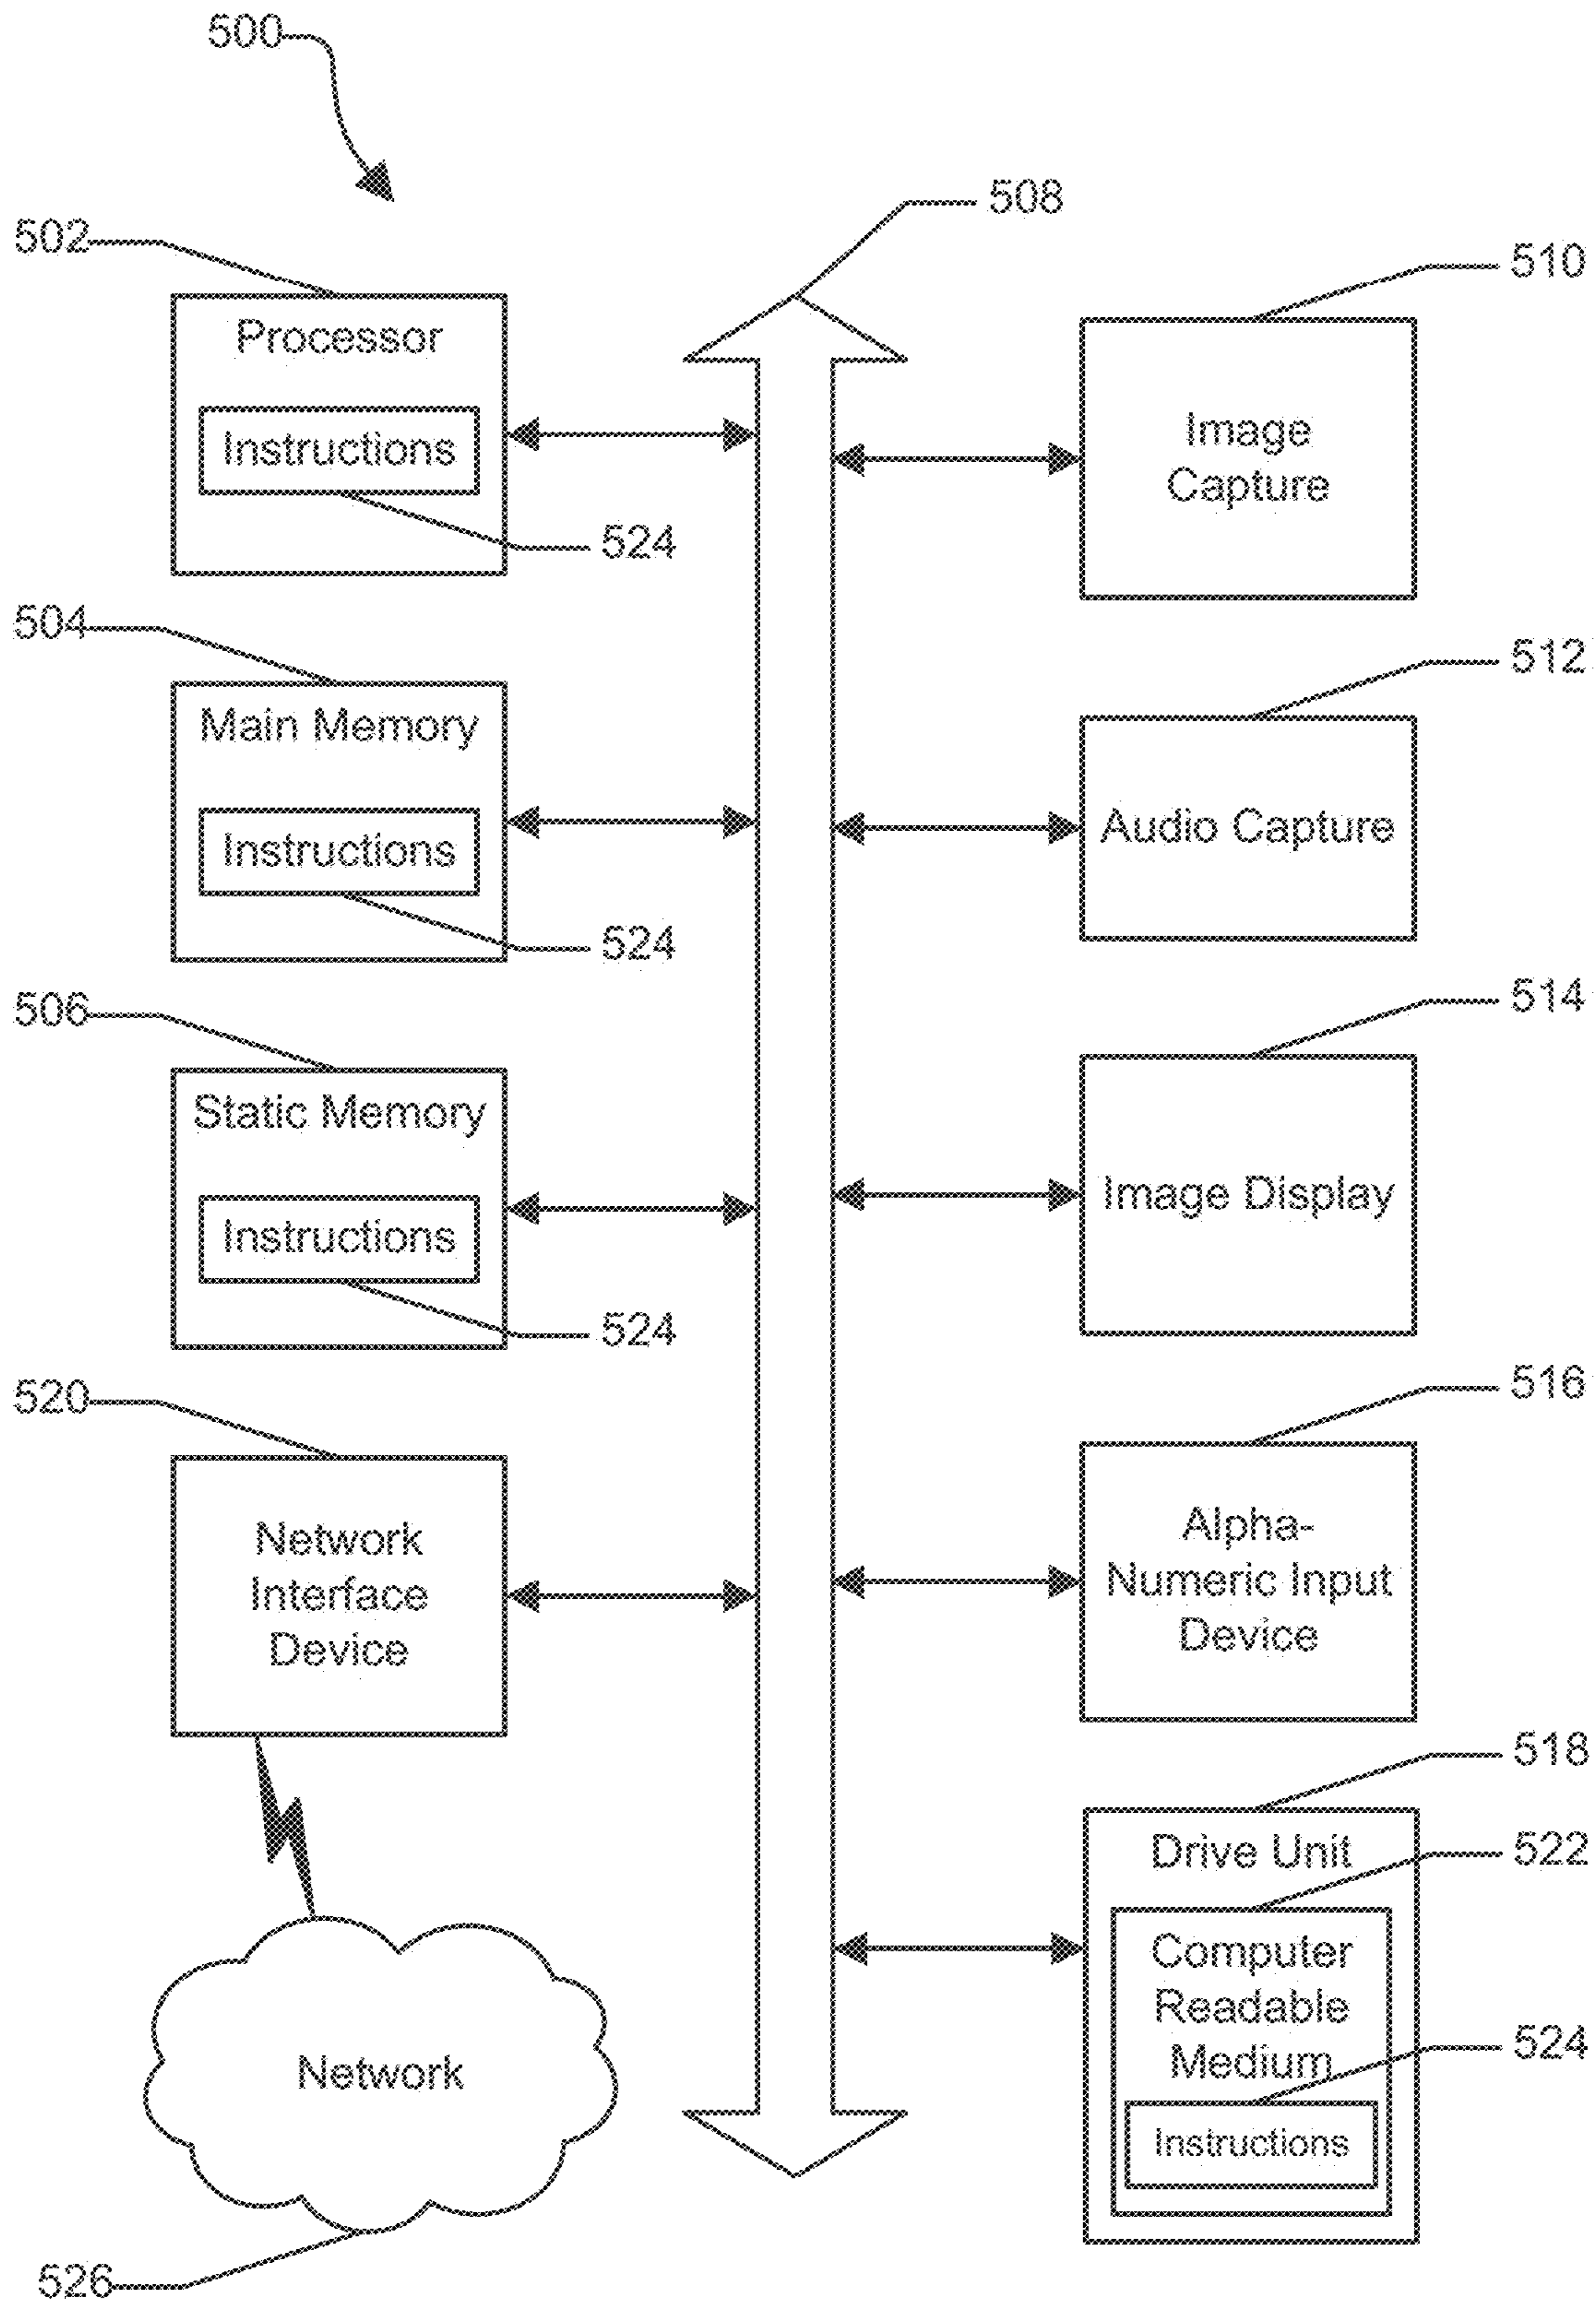 500
508
502
510
Processor
Instructions
524
Image
Capture
504
512
Main Memory
Instructions
524
Audio Capture
506
514
Static Memory
Instructions
524
Image Display
520
516
Network
Interface
Device
Alpha-
Numeric Input
Device
518
Drive Unit
522
Computer
Readable
Medium
524
Instructions
Network
526